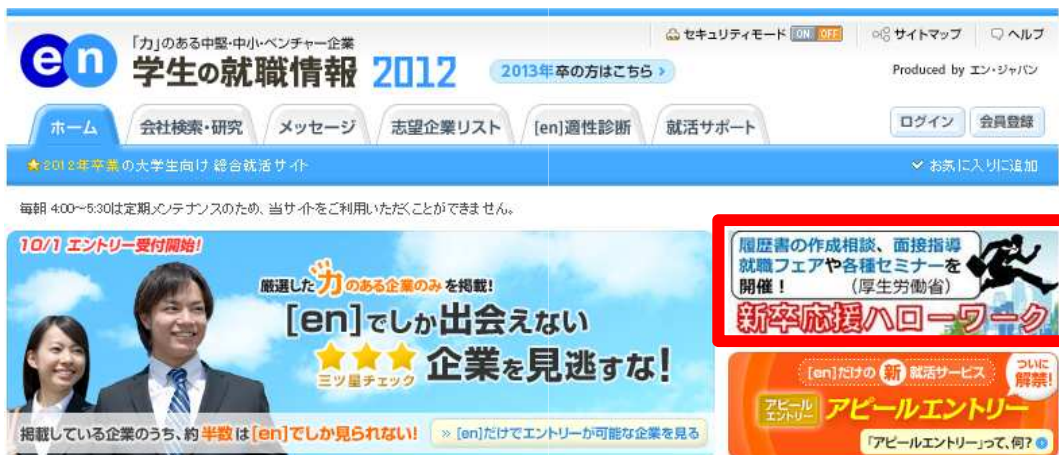 en
「力」のある中堅・中小・ベンチャー企業
学生の就職情報 2012
2013年卒の方はこちら
セキュリティモード ON OFF
サイトマップ
ヘルプ
Produced by エン・ジャパン
ホーム
会社検索・研究
メッセージ
志望企業リスト
[en]適性診断
就活サポート
ログイン
会員登録
★2012年卒業の大学生向け 総合就活サイト
お気に入りに追加
毎朝 4:00～5:30は定期メンテナンスのため、当サイトをご利用いただくことができません。
10/1 エントリー受付開始!
厳選した力のある企業のみを掲載!
[en]でしか出会えない
三ツ星チェック 企業を見逃すな!
掲載している企業のうち、約半数は[en]でしか見られない!
» [en]だけでエントリーが可能な企業を見る
履歴書の作成相談、面接指導
就職フェアや各種セミナーを
開催! (厚生労働省)
新卒応援ハローワーク
[en]だけの 新 就活サービス
ついに
解禁!
アピール
エントリー
アピールエントリー
「アピールエントリー」って、何?